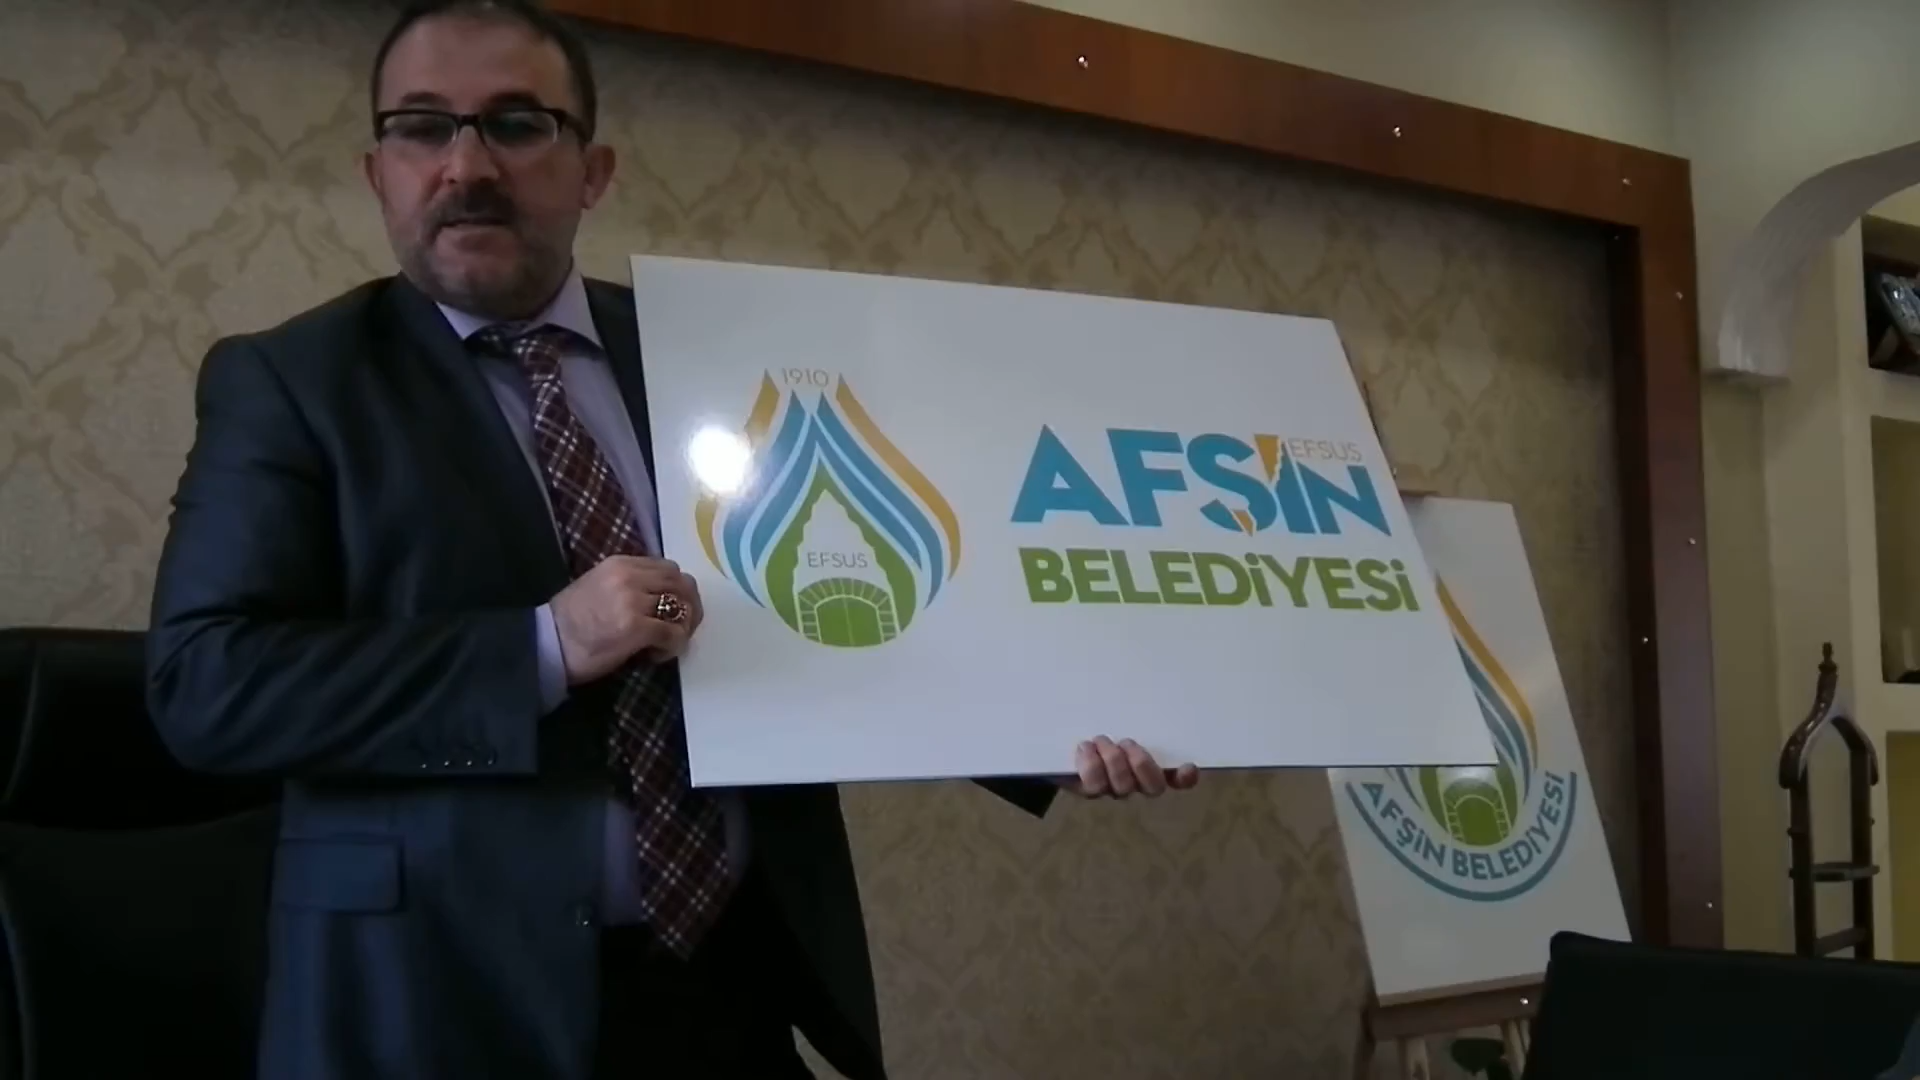 1910
EFSUS
AFŞİN
EFSUS
BELEDİYESİ
AFŞİN BELEDİYESİ